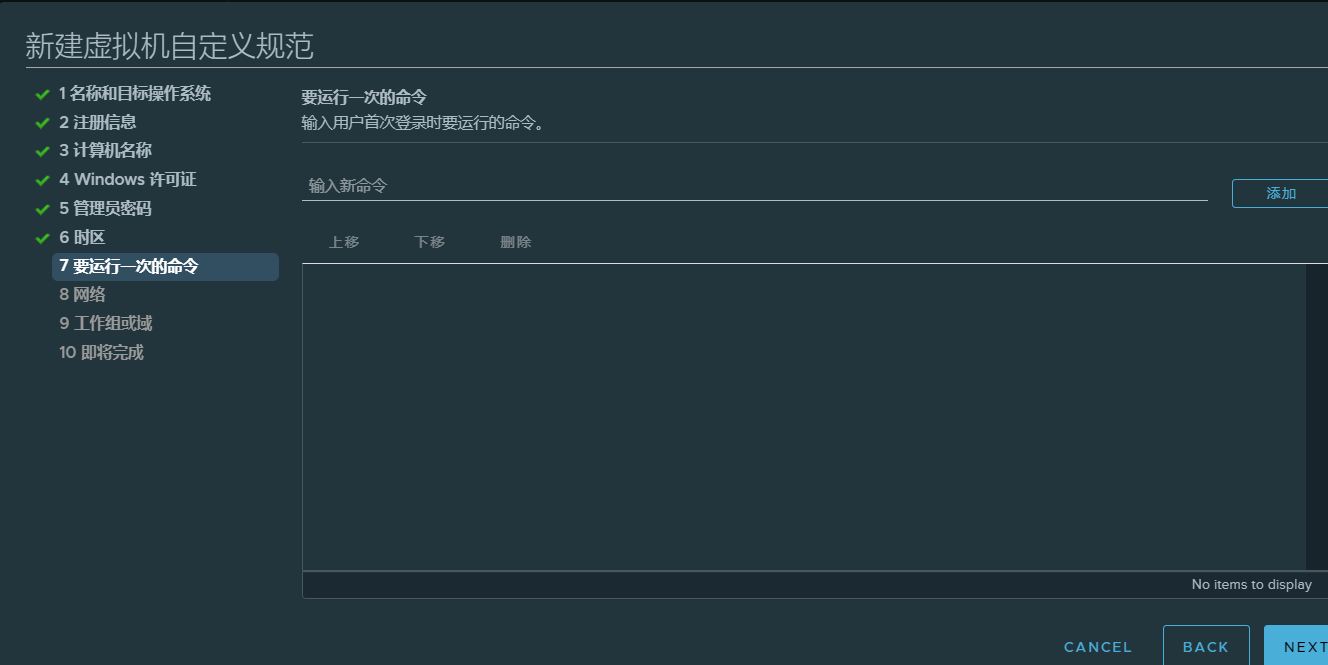 新建虚拟机自定义规范
1 名称和目标操作系统
2 注册信息
3 计算机名称
4 Windows 许可证
5 管理员密码
6 时区
7 要运行一次的命令
8 网络
9 工作组或域
10 即将完成
要运行一次的命令
输入用户首次登录时要运行的命令。
输入新命令
添加
上移 下移 删除
No items to display
CANCEL BACK NEXT